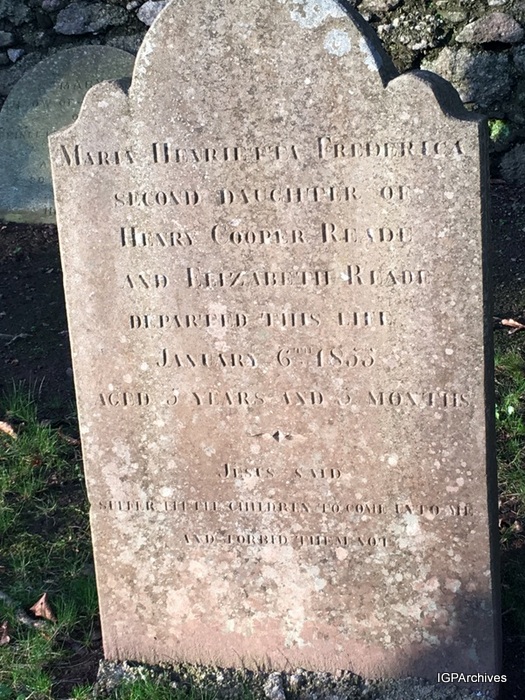 Maria Henrietta Frederica
second daughter of
Henry Cooper Reade
and Elizabeth Reade
departed this life
January 6th 1855
aged 5 years and 5 months
Jesus said
suffer little children to come unto me
and forbid them not
IGPArchives